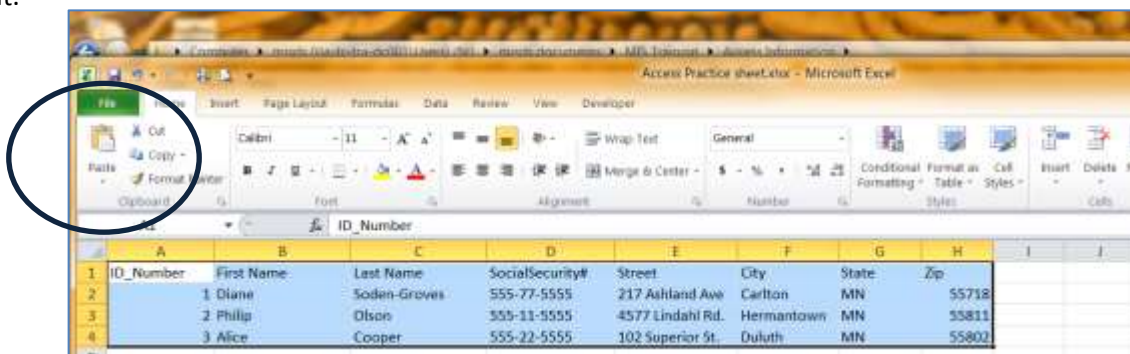 it.
Access Practice sheet.xlsx - Microsoft Excel
File Home Insert Page Layout Formulas Data Review View Developer
Cut Calibri 11 Wrap Text General
Copy
Paste Format Painter B I U Merge & Center $ % Conditional Formatting Format as Table Cell Styles Insert Delete
Clipboard Font Alignment Number Styles Cells
fx ID_Number
A B C D E F G H I J
1 ID_Number First Name Last Name SocialSecurity# Street City State Zip
2 1 Diane Soden-Groves 555-77-5555 217 Ashland Ave Carlton MN 55718
3 2 Philip Olson 555-11-5555 4577 Lindahl Rd. Hermantown MN 55811
4 3 Alice Cooper 555-22-5555 102 Superior St. Duluth MN 55802